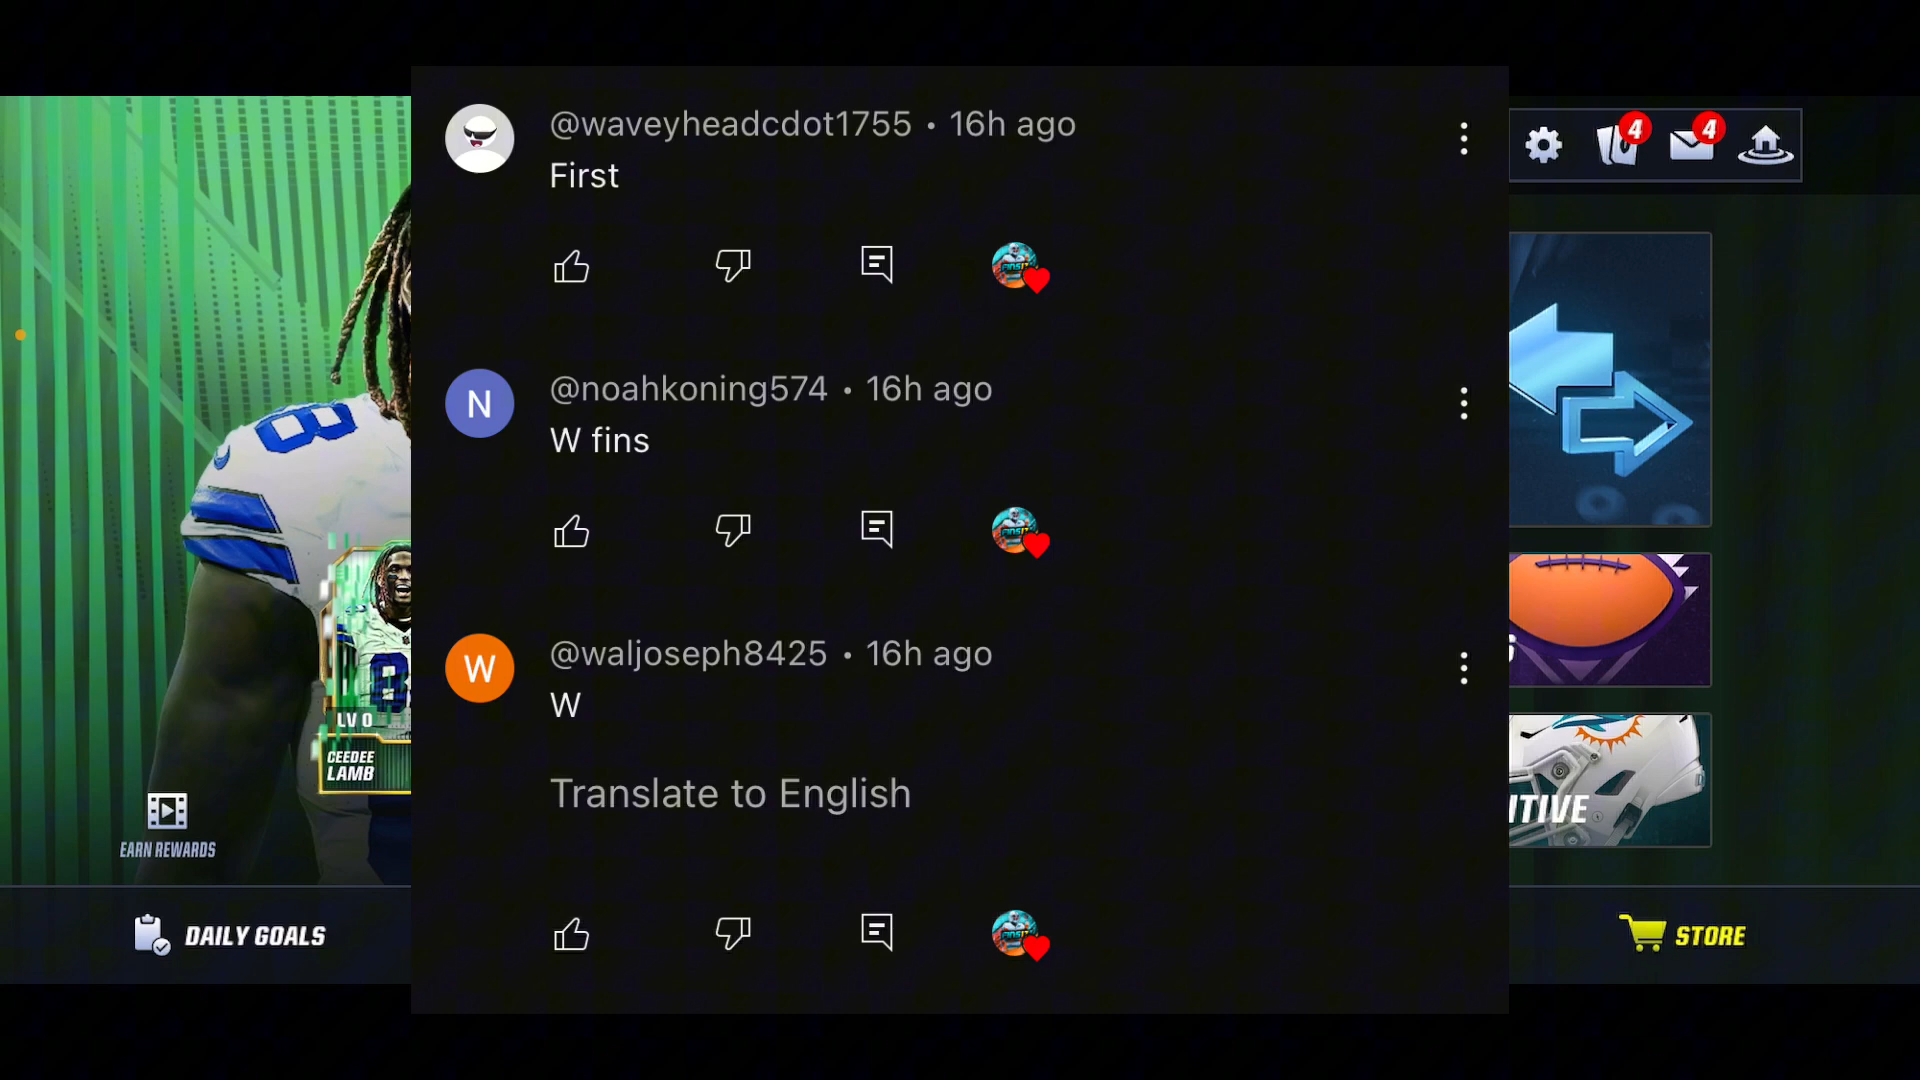 @waveyheadcdot1755 • 16h ago
First
4
4
N
@noahkoning574 • 16h ago
W fins
W
@waljoseph8425 • 16h ago
W
Translate to English
8
LV 0
CEEDEE
LAMB
EARN REWARDS
ITIVE
DAILY GOALS
STORE